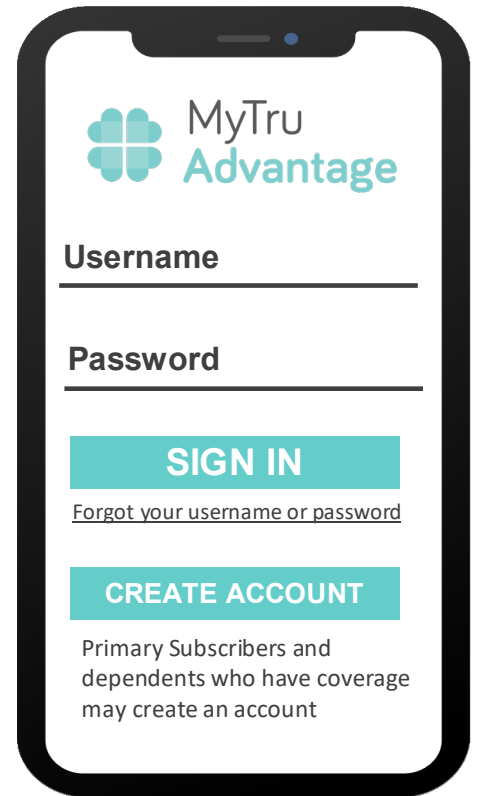 MyTru
Advantage
Username
Password
SIGN IN
Forgot your username or password
CREATE ACCOUNT
Primary Subscribers and
dependents who have coverage
may create an account